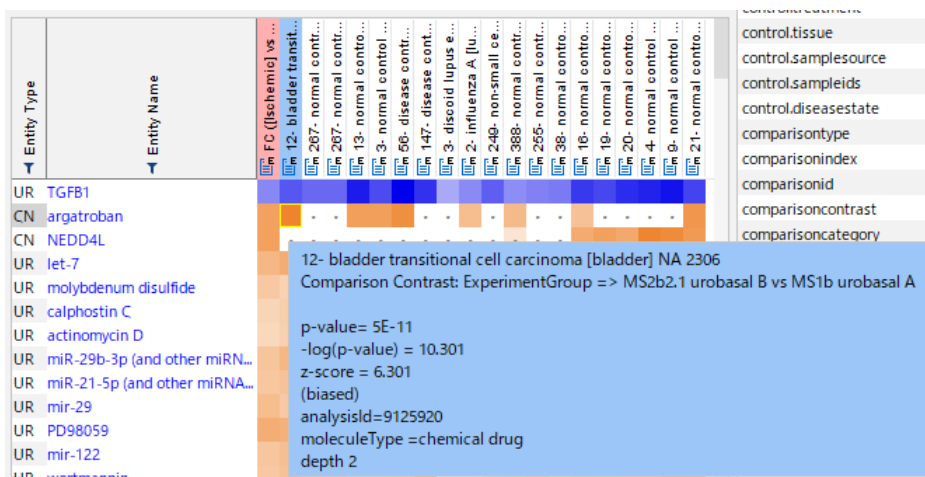 Entity Type
Entity Name
FC ([Ischemic] vs ...
12- bladder transit...
267- normal contr...
267- normal contr...
13- normal contro...
3- normal control ...
56- disease contr...
147- disease cont...
3- discoid lupus e...
2- influenza A [lu...
249- non-small ce...
388- normal contr...
255- normal contr...
38- normal contro...
16- normal contro...
19- normal contro...
20- normal contro...
4- normal control ...
9- normal control ...
21- normal contro...
UR TGFB1
CN argatroban
CN NEDD4L
UR let-7
UR molybdenum disulfide
UR calphostin C
UR actinomycin D
UR miR-29b-3p (and other miRN...
UR miR-21-5p (and other miRNA...
UR mir-29
UR PD98059
UR mir-122
12- bladder transitional cell carcinoma [bladder] NA 2306
Comparison Contrast: ExperimentGroup => MS2b2.1 urobasal B vs MS1b urobasal A
p-value= 5E-11
-log(p-value) = 10.301
z-score = 6.301
(biased)
analysisId=9125920
moleculeType =chemical drug
depth 2
control.tissue
control.samplesource
control.sampleids
control.diseasestate
comparisontype
comparisonindex
comparisonid
comparisoncontrast
comparisoncategory